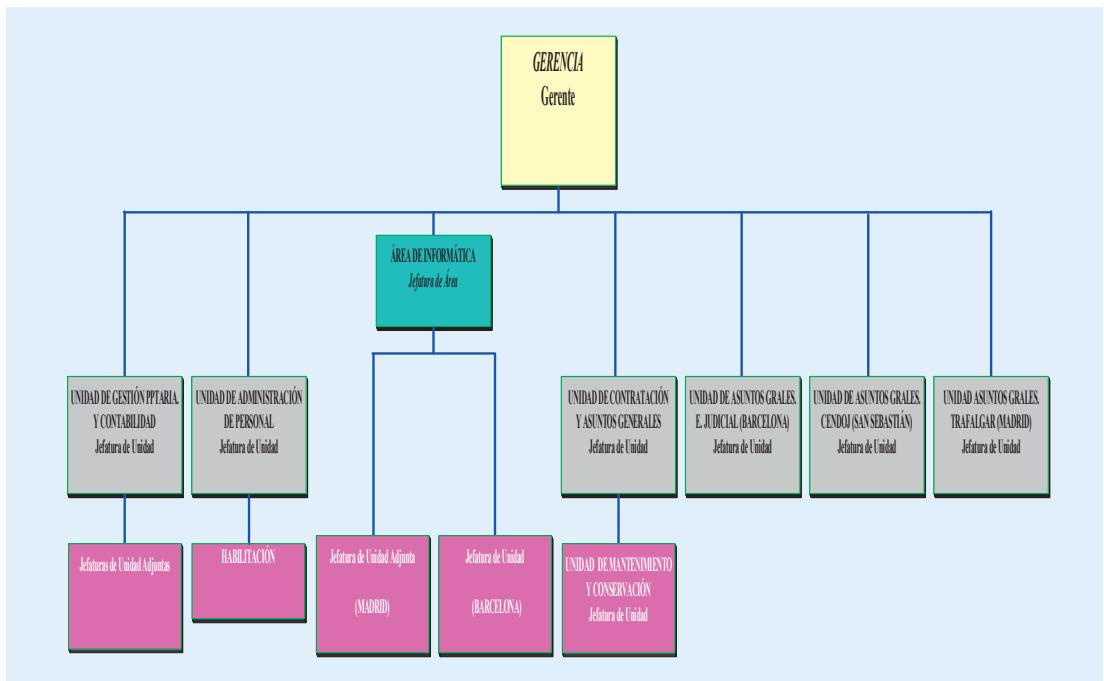 GERENCIA
Gerente
ÁREA DE INFORMÁTICA
Jefatura de Área
UNIDAD DE GESTIÓN PPTARIA.
Y CONTABILIDAD
Jefatura de Unidad
UNIDAD DE ADMINISTRACIÓN
DE PERSONAL
Jefatura de Unidad
UNIDAD DE CONTRATACIÓN
Y ASUNTOS GENERALES
Jefatura de Unidad
UNIDAD DE ASUNTOS GRALES.
E. JUDICIAL (BARCELONA)
Jefatura de Unidad
UNIDAD DE ASUNTOS GRALES.
CENDOJ (SAN SEBASTIÁN)
Jefatura de Unidad
UNIDAD ASUNTOS GRALES.
TRAFALGAR (MADRID)
Jefatura de Unidad
Jefaturas de Unidad Adjuntas
HABILITACIÓN
Jefatura de Unidad Adjunta
(MADRID)
Jefatura de Unidad
(BARCELONA)
UNIDAD DE MANTENIMIENTO
Y CONSERVACIÓN
Jefatura de Unidad